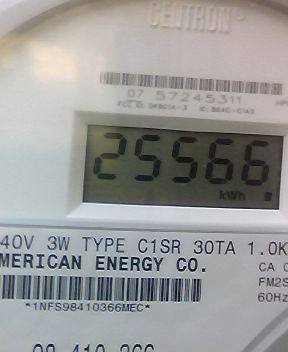 CENTRON®
07 57245311
25566
kWh
40V 3W TYPE C1SR 30TA 1.0K
MERICAN ENERGY CO.
CA
FM2S
60Hz
*1NFS98410366MEC*